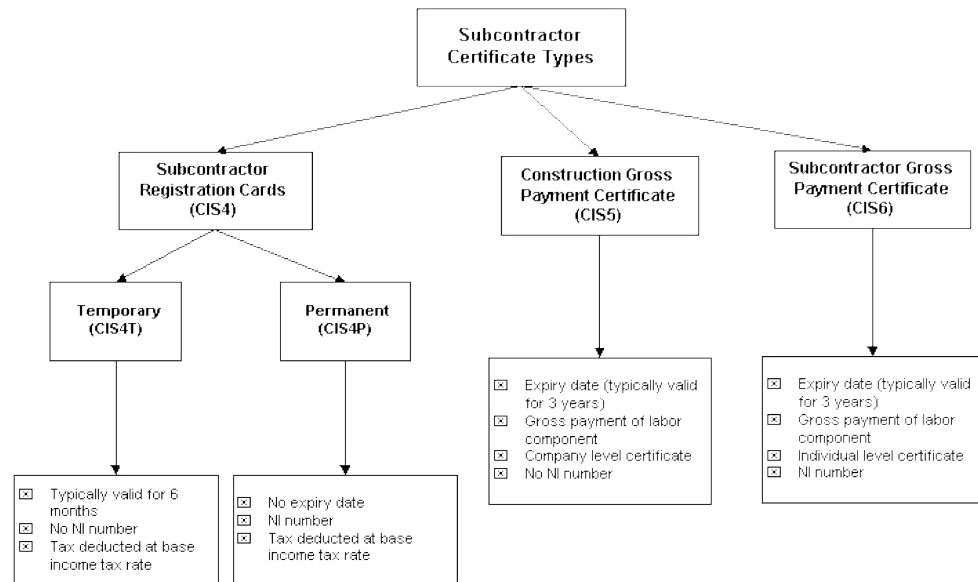 Subcontractor
Certificate Types
Subcontractor
Registration Cards
(CIS4)
Construction Gross
Payment Certificate
(CIS5)
Subcontractor Gross
Payment Certificate
(CIS6)
Temporary
(CIS4T)
Permanent
(CIS4P)
Typically valid for 6
months
No NI number
Tax deducted at base
income tax rate
No expiry date
NI number
Tax deducted at base
income tax rate
Expiry date (typically valid
for 3 years)
Gross payment of labor
component
Company level certificate
No NI number
Expiry date (typically valid
for 3 years)
Gross payment of labor
component
Individual level certificate
NI number